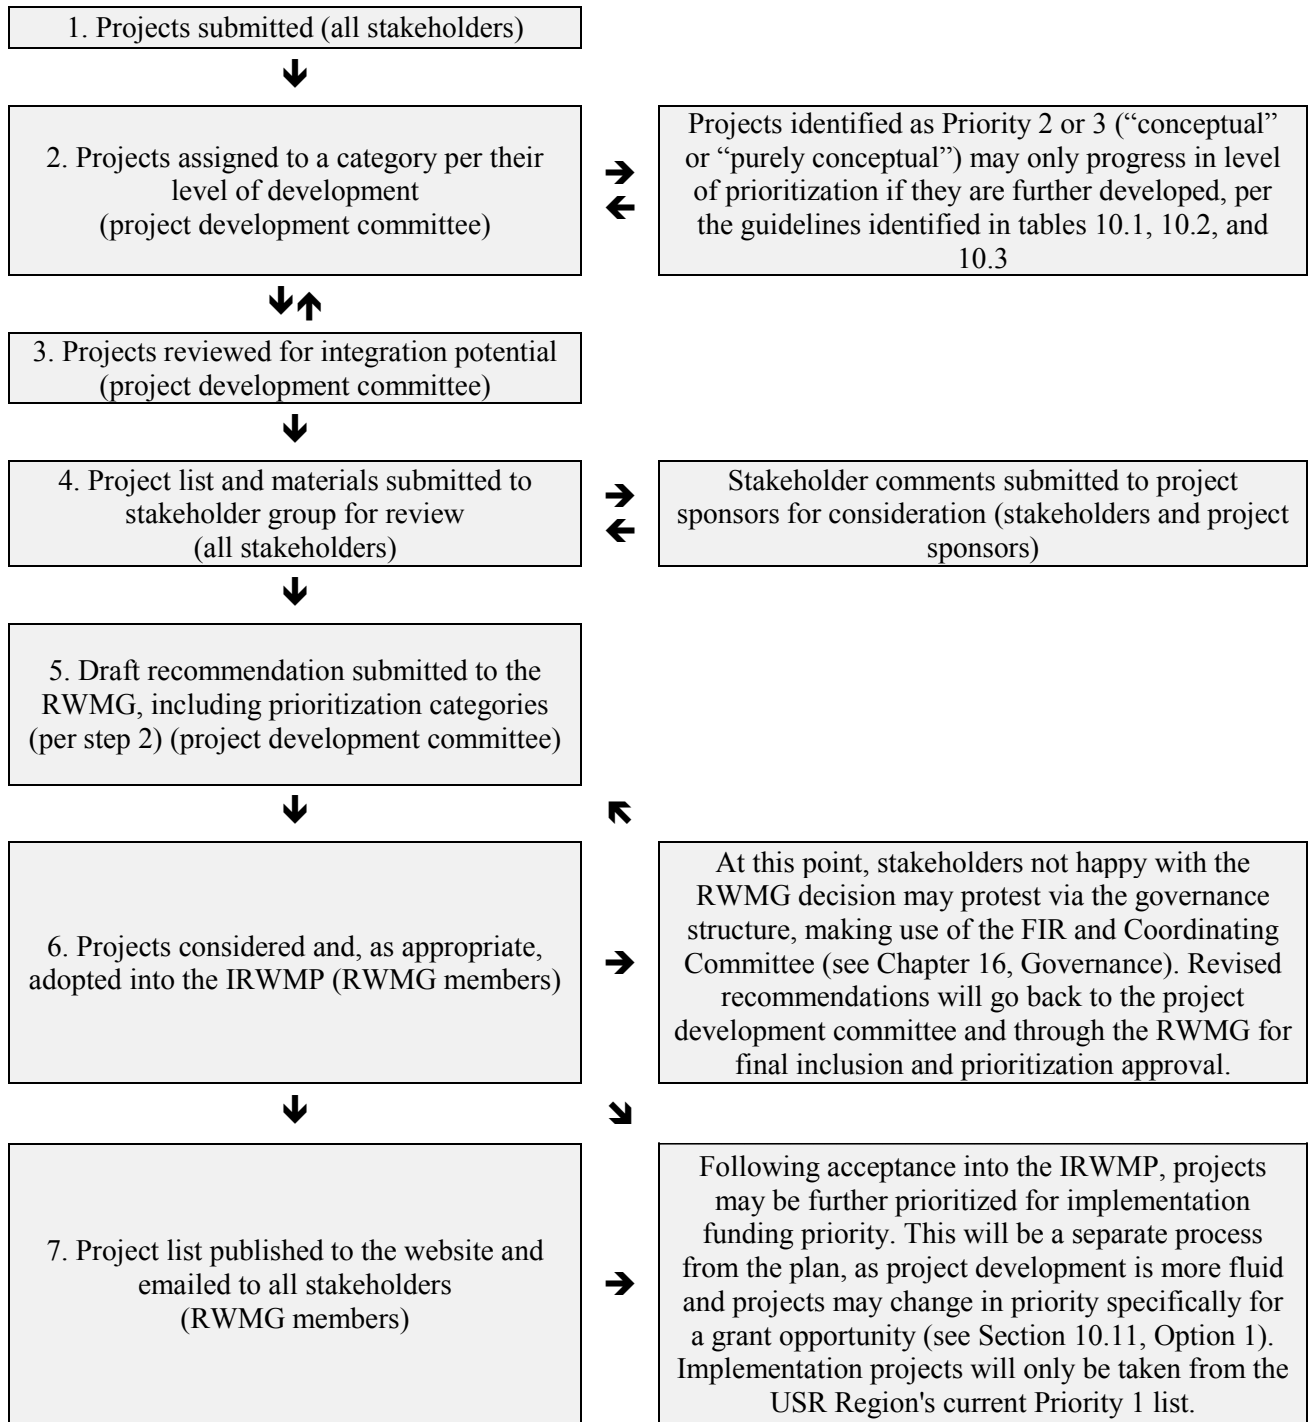 1. Projects submitted (all stakeholders)
2. Projects assigned to a category per their
level of development
(project development committee)
Projects identified as Priority 2 or 3 (“conceptual”
or “purely conceptual”) may only progress in level
of prioritization if they are further developed, per
the guidelines identified in tables 10.1, 10.2, and
10.3
3. Projects reviewed for integration potential
(project development committee)
4. Project list and materials submitted to
stakeholder group for review
(all stakeholders)
Stakeholder comments submitted to project
sponsors for consideration (stakeholders and project
sponsors)
5. Draft recommendation submitted to the
RWMG, including prioritization categories
(per step 2) (project development committee)
6. Projects considered and, as appropriate,
adopted into the IRWMP (RWMG members)
At this point, stakeholders not happy with the
RWMG decision may protest via the governance
structure, making use of the FIR and Coordinating
Committee (see Chapter 16, Governance). Revised
recommendations will go back to the project
development committee and through the RWMG for
final inclusion and prioritization approval.
7. Project list published to the website and
emailed to all stakeholders
(RWMG members)
Following acceptance into the IRWMP, projects
may be further prioritized for implementation
funding priority. This will be a separate process
from the plan, as project development is more fluid
and projects may change in priority specifically for
a grant opportunity (see Section 10.11, Option 1).
Implementation projects will only be taken from the
USR Region's current Priority 1 list.